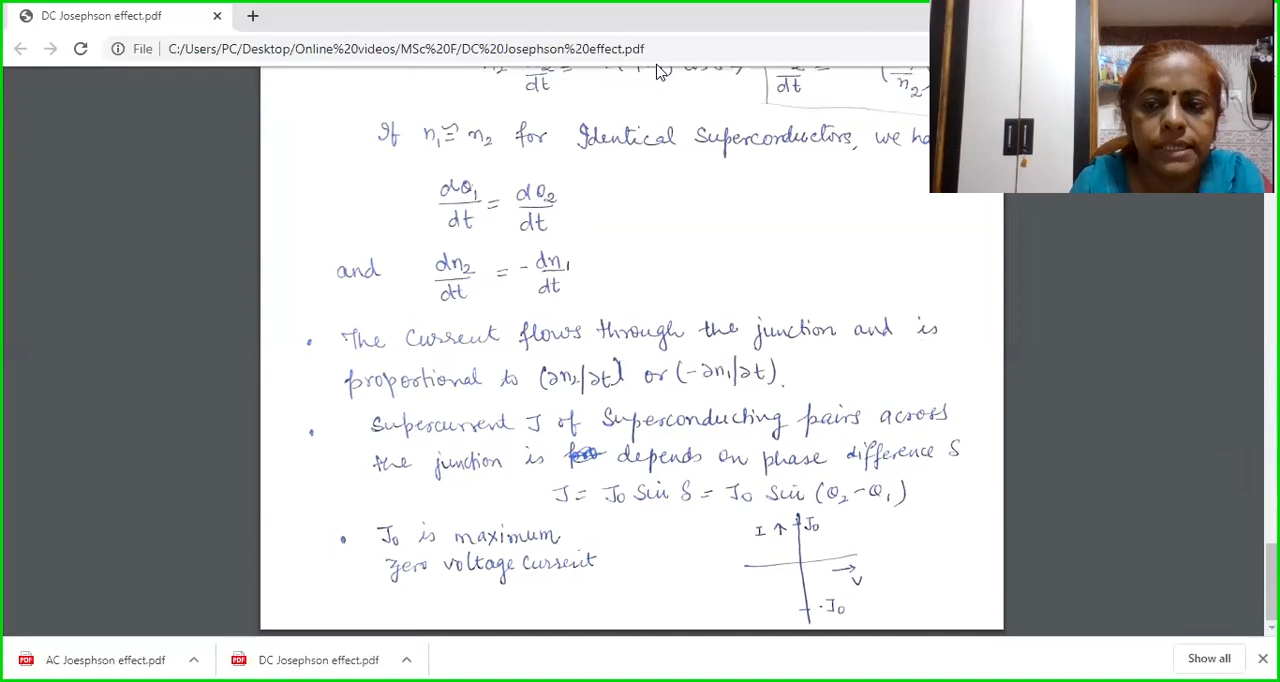 DC Josephson effect.pdf
File C:/Users/PC/Desktop/Online%20videos/MSc%20F/DC%20Josephson%20effect.pdf
dt dt n₂
If n₁ ≅ n₂ for Identical Superconductors, we ha
dθ₁/dt = dθ₂/dt
and dn₂/dt = - dn₁/dt
• The current flows through the junction and is
proportional to (∂n₂/∂t) or (-∂n₁/∂t).
• Supercurrent J of Superconducting pairs across
the junction is depends on phase difference δ
J = J₀ Sin δ = J₀ Sin (θ₂-θ₁)
• J₀ is maximum
zero voltage current
I ↑ J₀
→
V
-J₀
AC Joesphson effect.pdf
DC Josephson effect.pdf
Show all